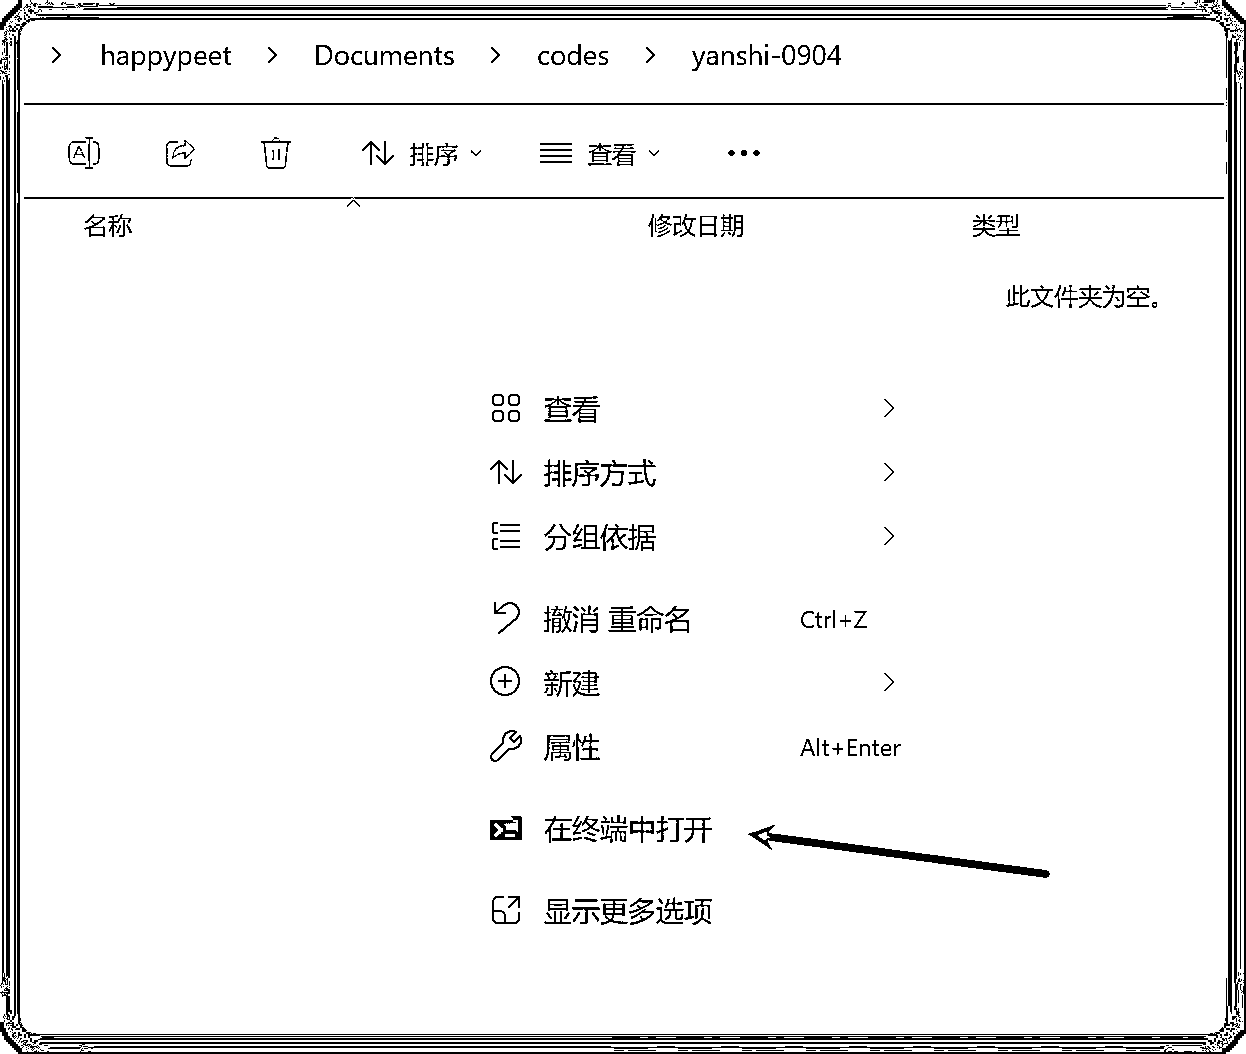 > happypeet > Documents > codes > yanshi-0904
排序 查看 •••
名称 修改日期 类型
此文件夹为空。
查看
排序方式
分组依据
撤消 重命名 Ctrl+Z
新建
属性 Alt+Enter
在终端中打开
显示更多选项